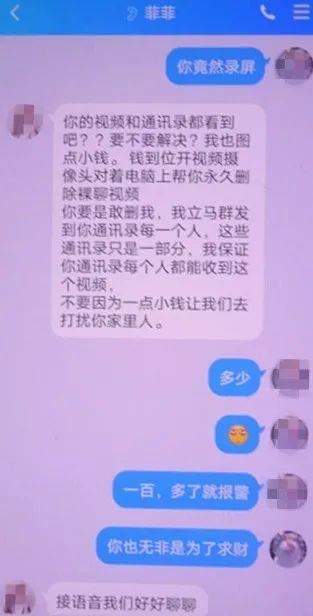 菲菲
你竟然录屏
你的视频和通讯录都看到
吧？？要不要解决？我也图
点小钱。钱到位开视频摄
像头对着电脑上帮你永久删
除裸聊视频
你要是敢删我，我立马群发
到你通讯录每一个人，这些
通讯录只是一部分，我保证
你通讯录每个人都能收到这
个视频，
不要因为一点小钱让我们去
打扰你家里人。
多少
一百，多了就报警
你也无非是为了求财
接语音我们好好聊聊